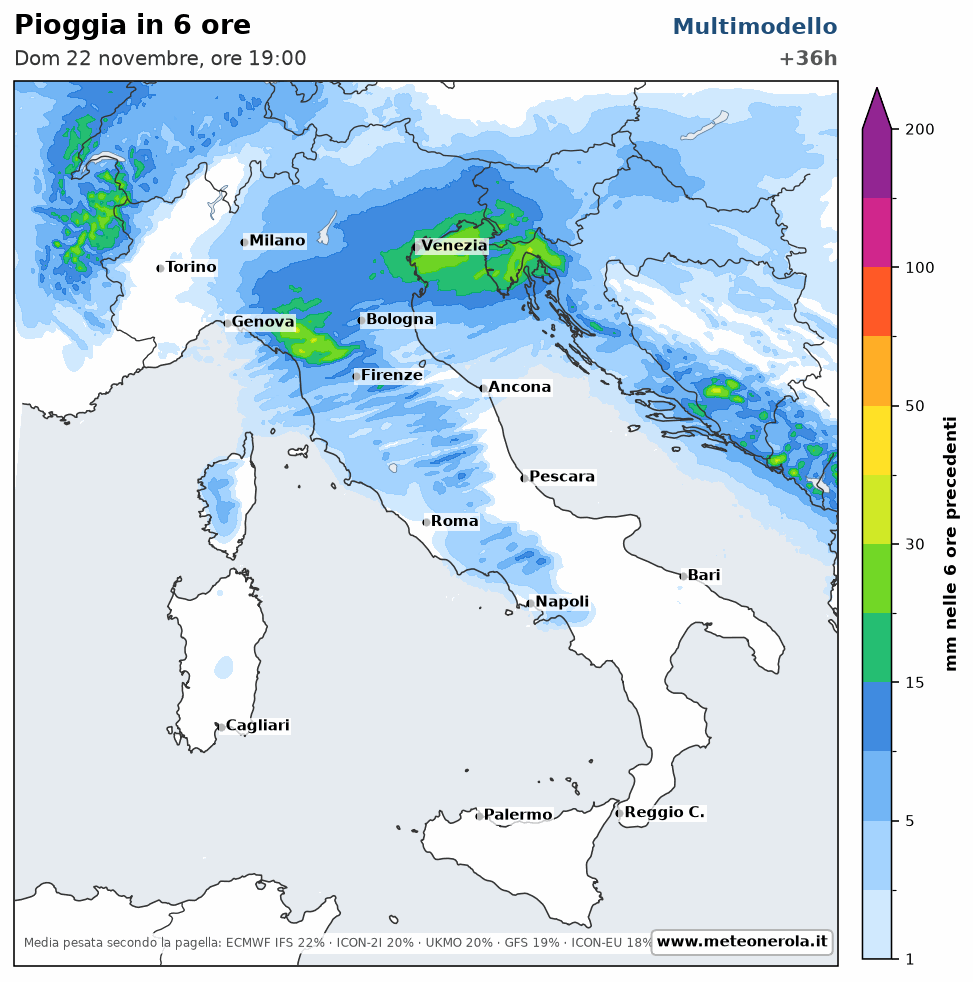 Pioggia in 6 ore
Multimodello
Dom 22 novembre, ore 19:00
+36h
200
100
50
30
15
5
1
mm nelle 6 ore precedenti
Milano
Venezia
Torino
Genova
Bologna
Firenze
Ancona
Pescara
Roma
Bari
Napoli
Cagliari
Palermo
Reggio C.
Media pesata secondo la pagella: ECMWF IFS 22% · ICON-2I 20% · UKMO 20% · GFS 19% · ICON-EU 18%
www.meteonerola.it